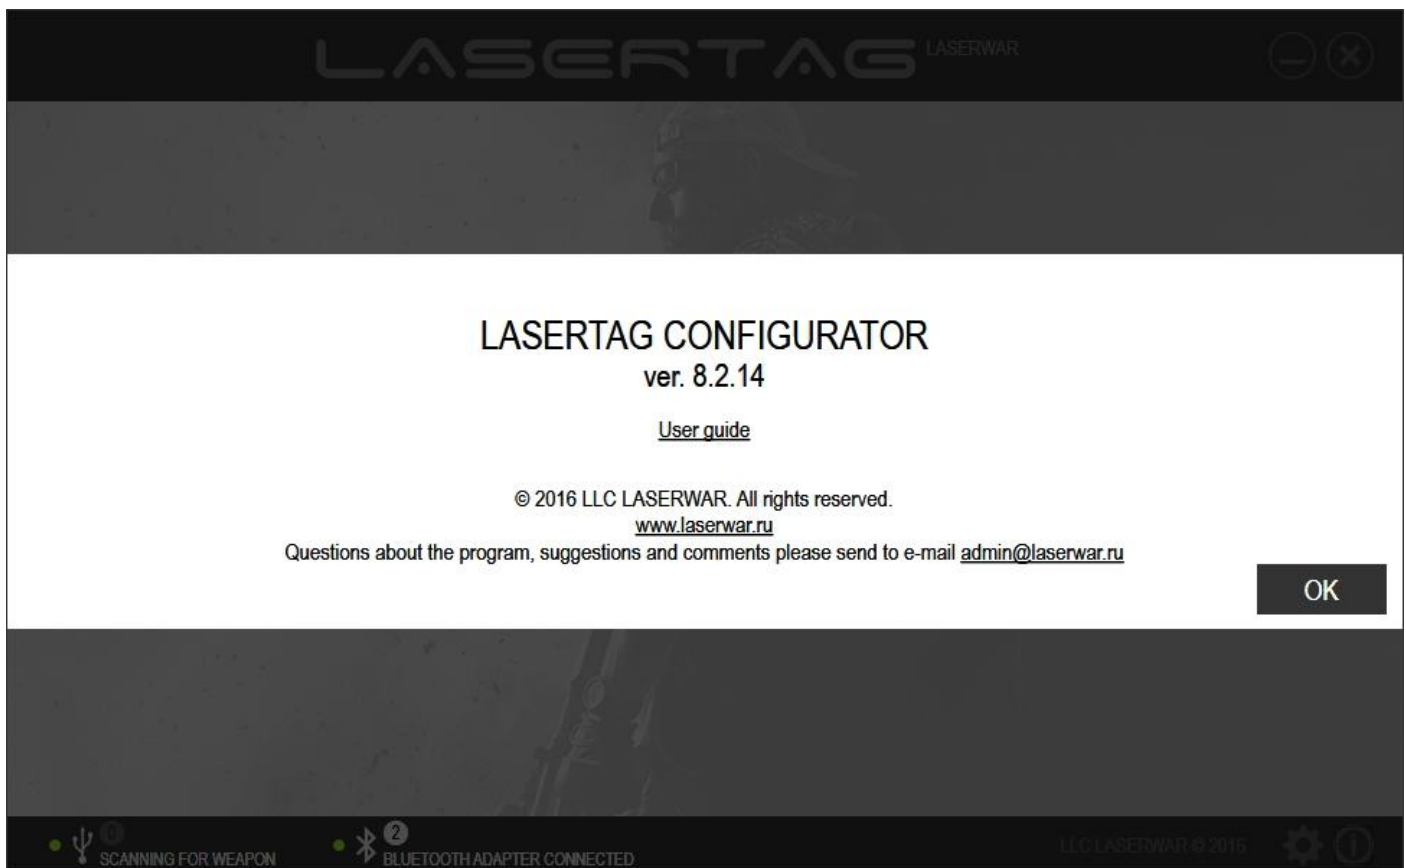 LASERTAG LASERWAR
LASERTAG CONFIGURATOR
ver. 8.2.14
User guide
© 2016 LLC LASERWAR. All rights reserved.
www.laserwar.ru
Questions about the program, suggestions and comments please send to e-mail admin@laserwar.ru
OK
0
SCANNING FOR WEAPON
2
BLUETOOTH ADAPTER CONNECTED
LLC LASERWAR © 2016